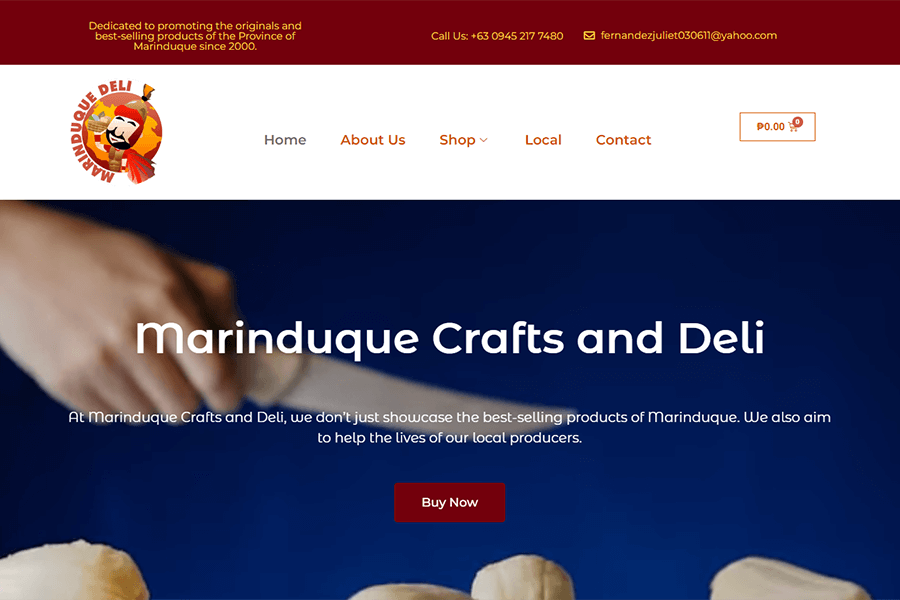 Dedicated to promoting the originals and
best-selling products of the Province of
Marinduque since 2000.
Call Us: +63 0945 217 7480
fernandezjuliet030611@yahoo.com
MARINDUQUE DELI
Home
About Us
Shop
Local
Contact
₱0.00
0
Marinduque Crafts and Deli
At Marinduque Crafts and Deli, we don't just showcase the best-selling products of Marinduque. We also aim
to help the lives of our local producers.
Buy Now